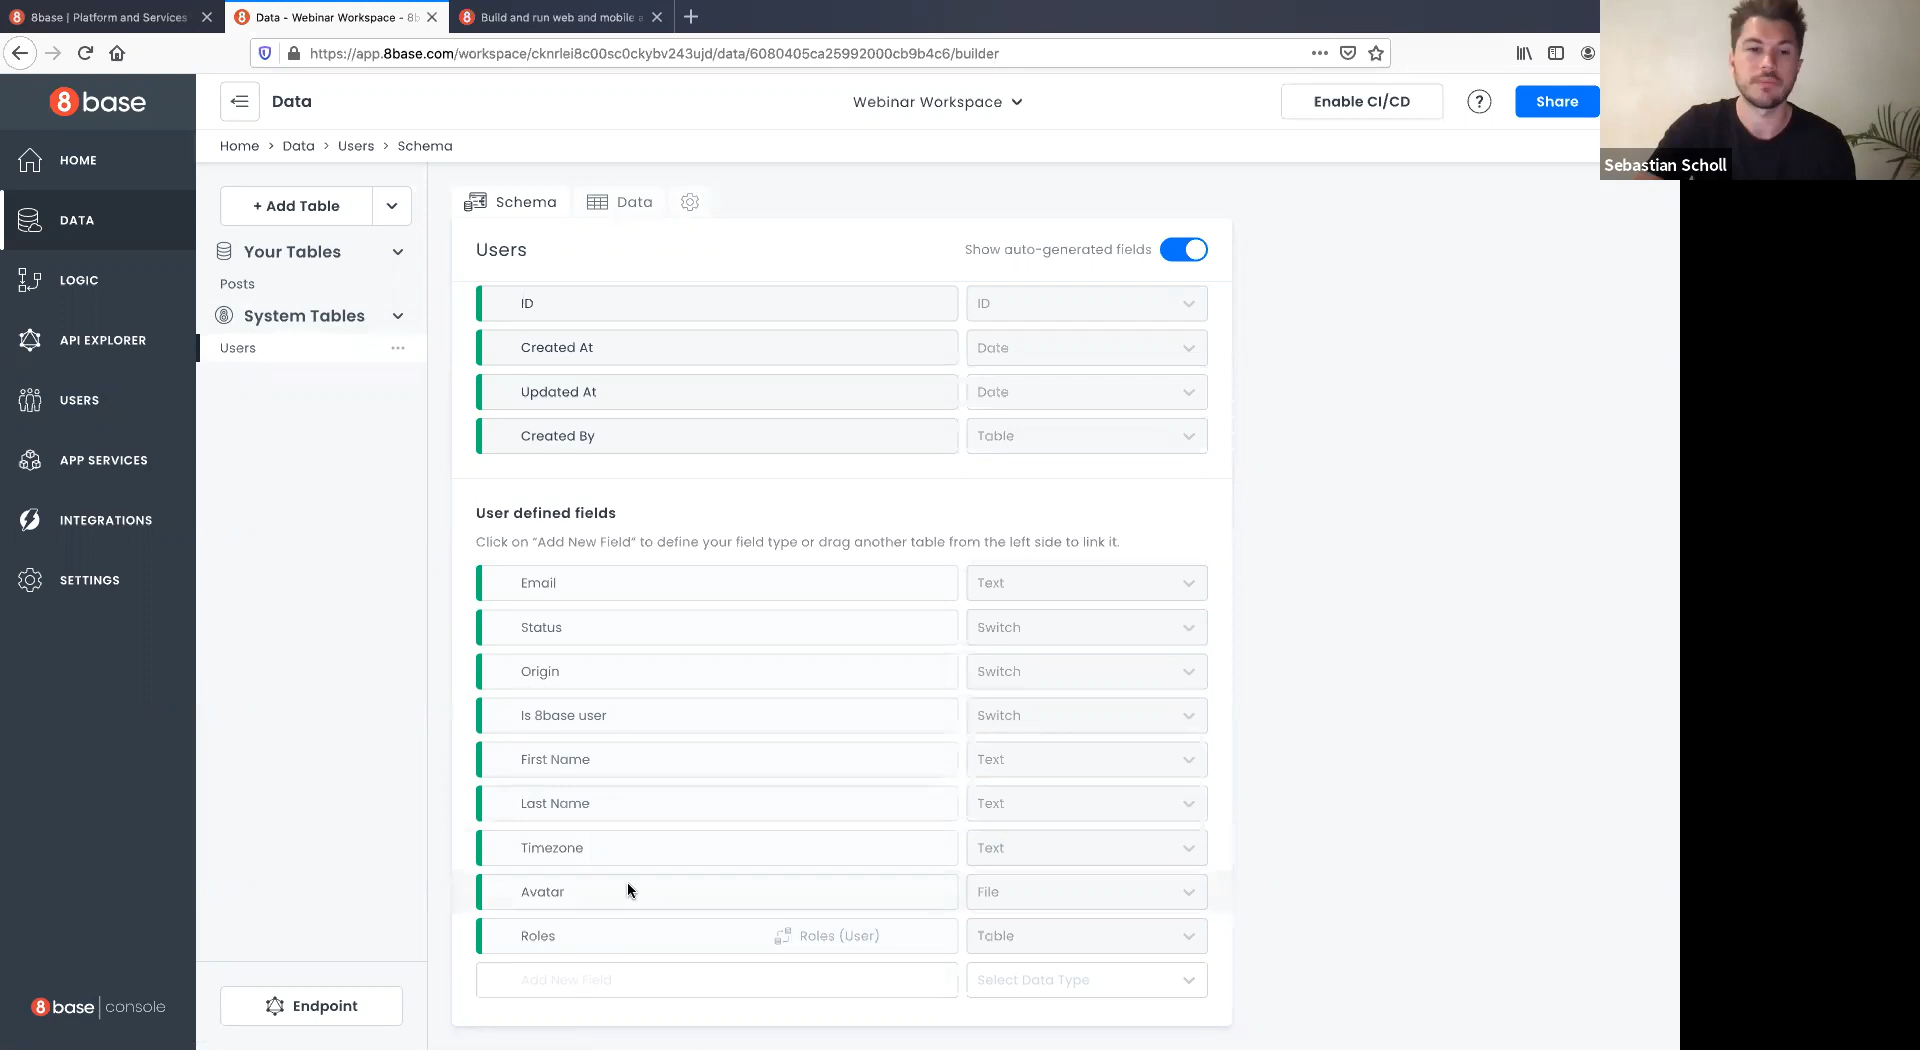 8base | Platform and Services
Data - Webinar Workspace - 8b
Build and run web and mobile a
https://app.8base.com/workspace/cknrlei8c00sc0ckybv243ujd/data/6080405ca25992000cb9b4c6/builder
8base
Data
Webinar Workspace
Enable CI/CD
?
Share
Sebastian Scholl
Home > Data > Users > Schema
HOME
DATA
LOGIC
API EXPLORER
USERS
APP SERVICES
INTEGRATIONS
SETTINGS
8base | console
+ Add Table
Your Tables
Posts
System Tables
Users
Endpoint
Schema
Data
Users
Show auto-generated fields
ID ID
Created At Date
Updated At Date
Created By Table
User defined fields
Click on “Add New Field” to define your field type or drag another table from the left side to link it.
Email Text
Status Switch
Origin Switch
Is 8base user Switch
First Name Text
Last Name Text
Timezone Text
Avatar File
Roles Roles (User) Table
Add New Field Select Data Type